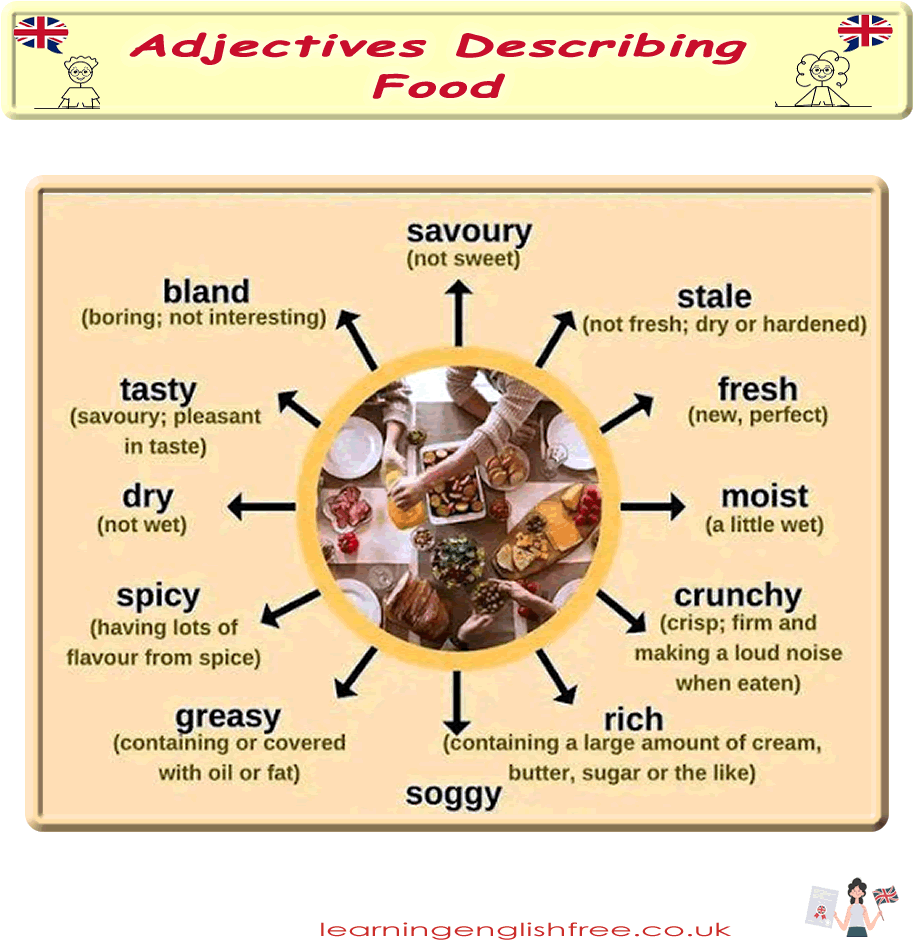 Adjectives Describing
Food
savoury
(not sweet)
bland
(boring; not interesting)
stale
(not fresh; dry or hardened)
tasty
(savoury; pleasant
in taste)
fresh
(new, perfect)
dry
(not wet)
moist
(a little wet)
spicy
(having lots of
flavour from spice)
crunchy
(crisp; firm and
making a loud noise
when eaten)
greasy
(containing or covered
with oil or fat)
rich
(containing a large amount of cream,
butter, sugar or the like)
soggy
learningenglishfree.co.uk